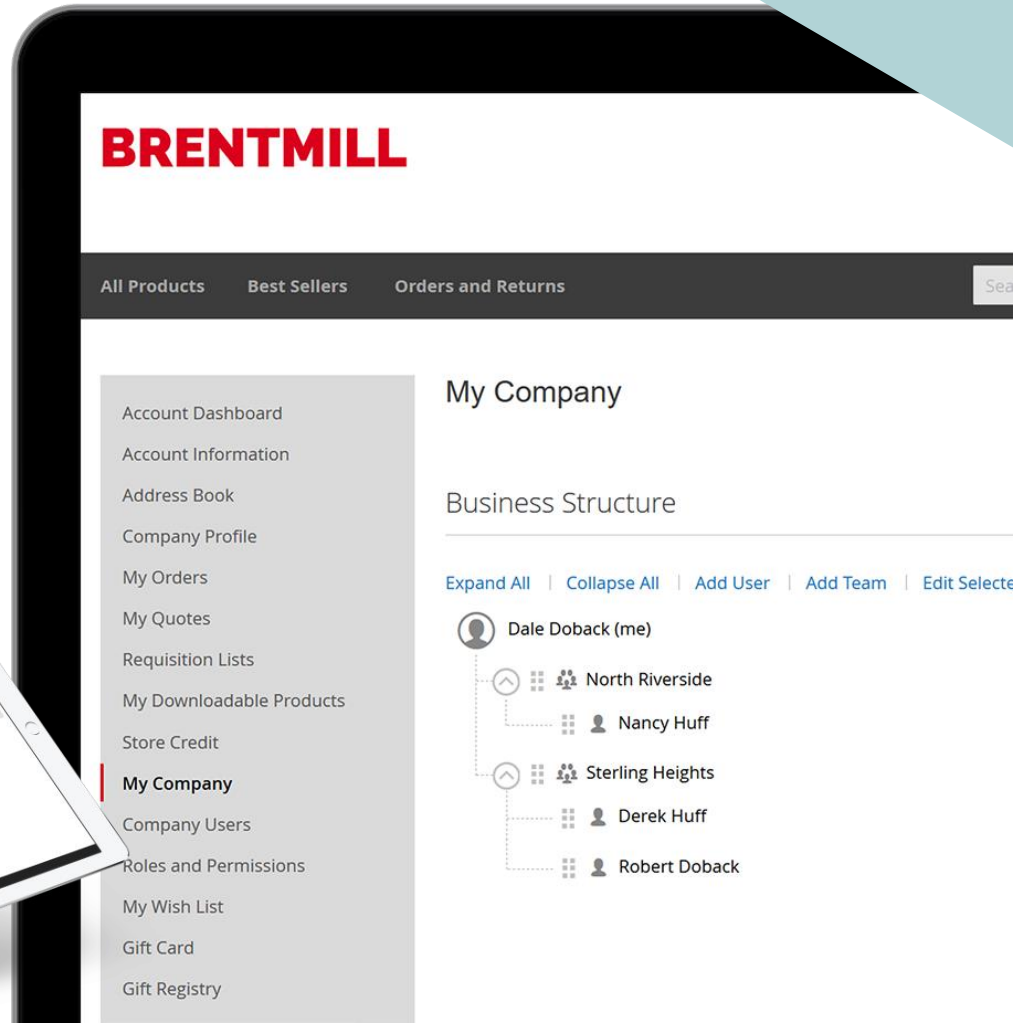 BRENTMILL
All Products Best Sellers Orders and Returns
Account Dashboard
Account Information
Address Book
Company Profile
My Orders
My Quotes
Requisition Lists
My Downloadable Products
Store Credit
My Company
Company Users
Roles and Permissions
My Wish List
Gift Card
Gift Registry
My Company
Business Structure
Expand All | Collapse All | Add User | Add Team | Edit
Dale Doback (me)
North Riverside
Nancy Huff
Sterling Heights
Derek Huff
Robert Doback